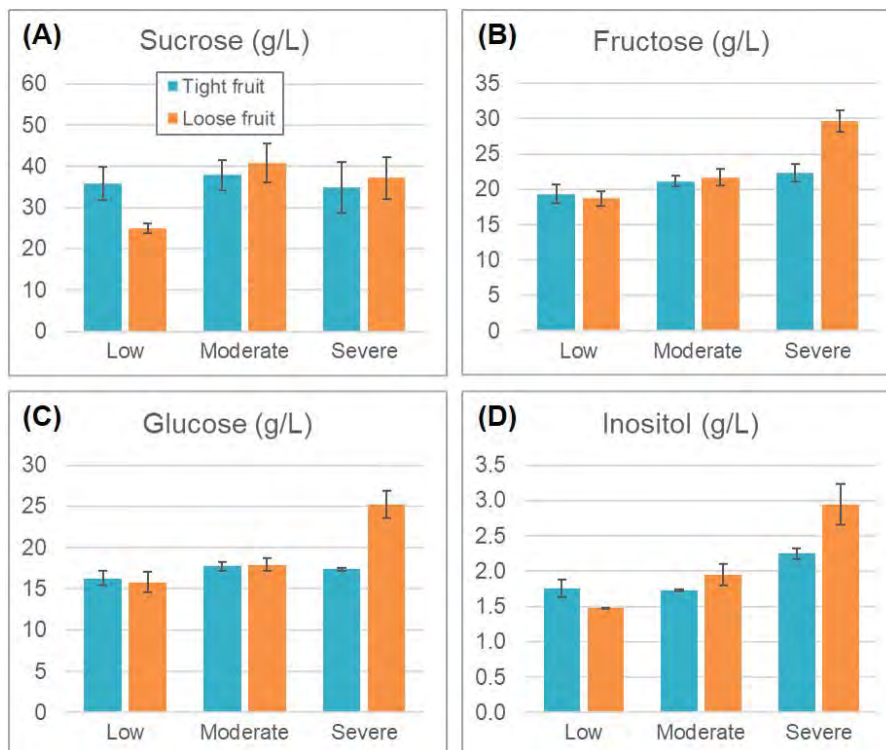 (A)
Sucrose (g/L)
60
50
40
30
20
10
0
Tight fruit
Loose fruit
Low Moderate Severe
(B)
Fructose (g/L)
35
30
25
20
15
10
5
0
Low Moderate Severe
(C)
Glucose (g/L)
30
25
20
15
10
5
0
Low Moderate Severe
(D)
Inositol (g/L)
3.5
3.0
2.5
2.0
1.5
1.0
0.5
0.0
Low Moderate Severe